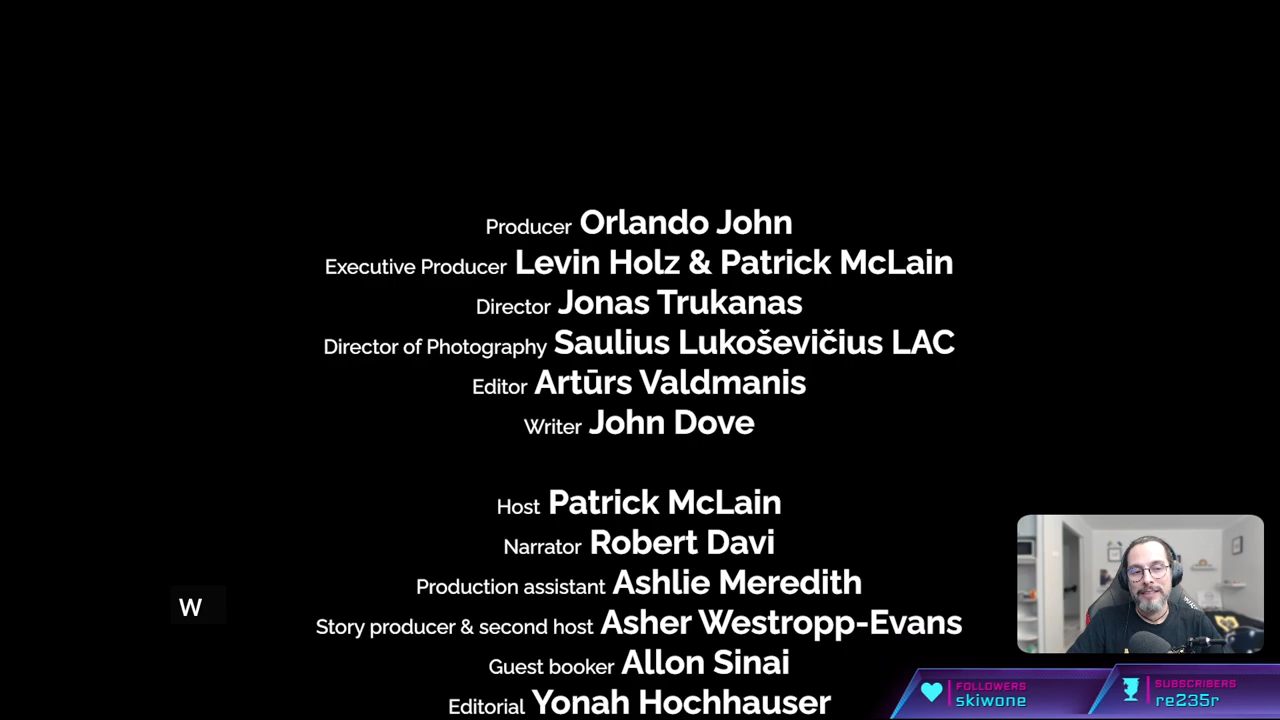 Producer Orlando John
Executive Producer Levin Holz & Patrick McLain
Director Jonas Trukanas
Director of Photography Saulius Lukoševičius LAC
Editor Artūrs Valdmanis
Writer John Dove
Host Patrick McLain
Narrator Robert Davi
Production assistant Ashlie Meredith
W
Story producer & second host Asher Westropp-Evans
Guest booker Allon Sinai
Editorial Yonah Hochhauser
FOLLOWERS
skiwone
SUBSCRIBERS
re235r